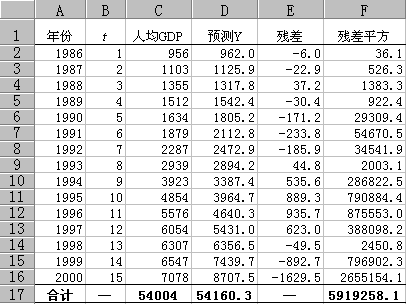 A B C D E F
1 年份 t 人均GDP 预测Y 残差 残差平方
2 1986 1 956 962.0 -6.0 36.1
3 1987 2 1103 1125.9 -22.9 526.3
4 1988 3 1355 1317.8 37.2 1383.3
5 1989 4 1512 1542.4 -30.4 922.4
6 1990 5 1634 1805.2 -171.2 29309.4
7 1991 6 1879 2112.8 -233.8 54670.5
8 1992 7 2287 2472.9 -185.9 34541.9
9 1993 8 2939 2894.2 44.8 2003.1
10 1994 9 3923 3387.4 535.6 286822.5
11 1995 10 4854 3964.7 889.3 790884.4
12 1996 11 5576 4640.3 935.7 875553.0
13 1997 12 6054 5431.0 623.0 388098.2
14 1998 13 6307 6356.5 -49.5 2450.8
15 1999 14 6547 7439.7 -892.7 796902.3
16 2000 15 7078 8707.5 -1629.5 2655154.1
17 合计 — 54004 54160.3 — 5919258.1